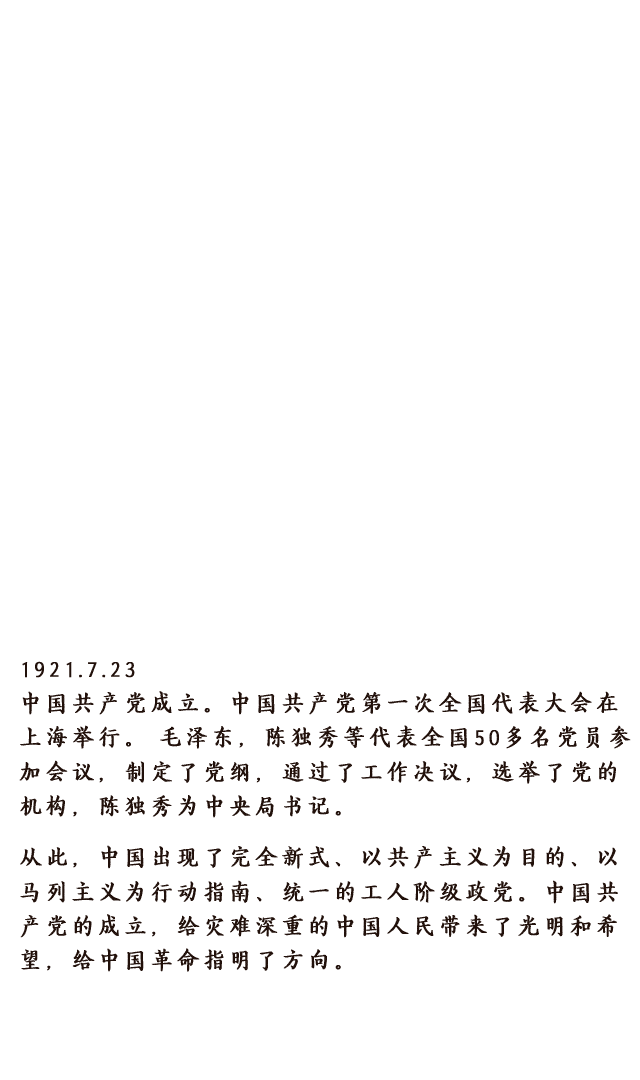 1921.7.23
中国共产党成立。中国共产党第一次全国代表大会在
上海举行。 毛泽东，陈独秀等代表全国50多名党员参
加会议，制定了党纲，通过了工作决议，选举了党的
机构，陈独秀为中央局书记。
从此，中国出现了完全新式、以共产主义为目的、以
马列主义为行动指南、统一的工人阶级政党。中国共
产党的成立，给灾难深重的中国人民带来了光明和希
望，给中国革命指明了方向。